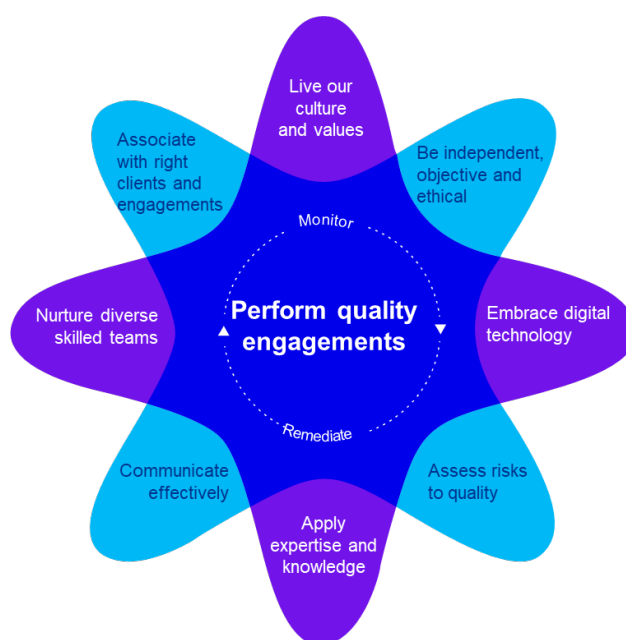 Live our
culture
and values
Associate
with right
clients and
engagements
Be independent,
objective and
ethical
Monitor
Perform quality
engagements
Nurture diverse
skilled teams
Embrace digital
technology
Remediate
Communicate
effectively
Assess risks
to quality
Apply
expertise and
knowledge